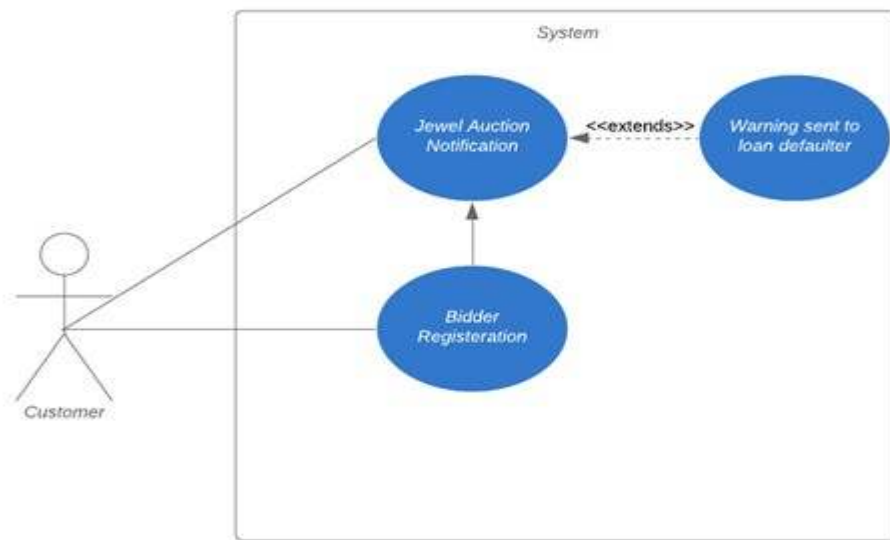 System
Jewel Auction
Notification
<<extends>>
Warning sent to
loan defaulter
Bidder
Registeration
Customer